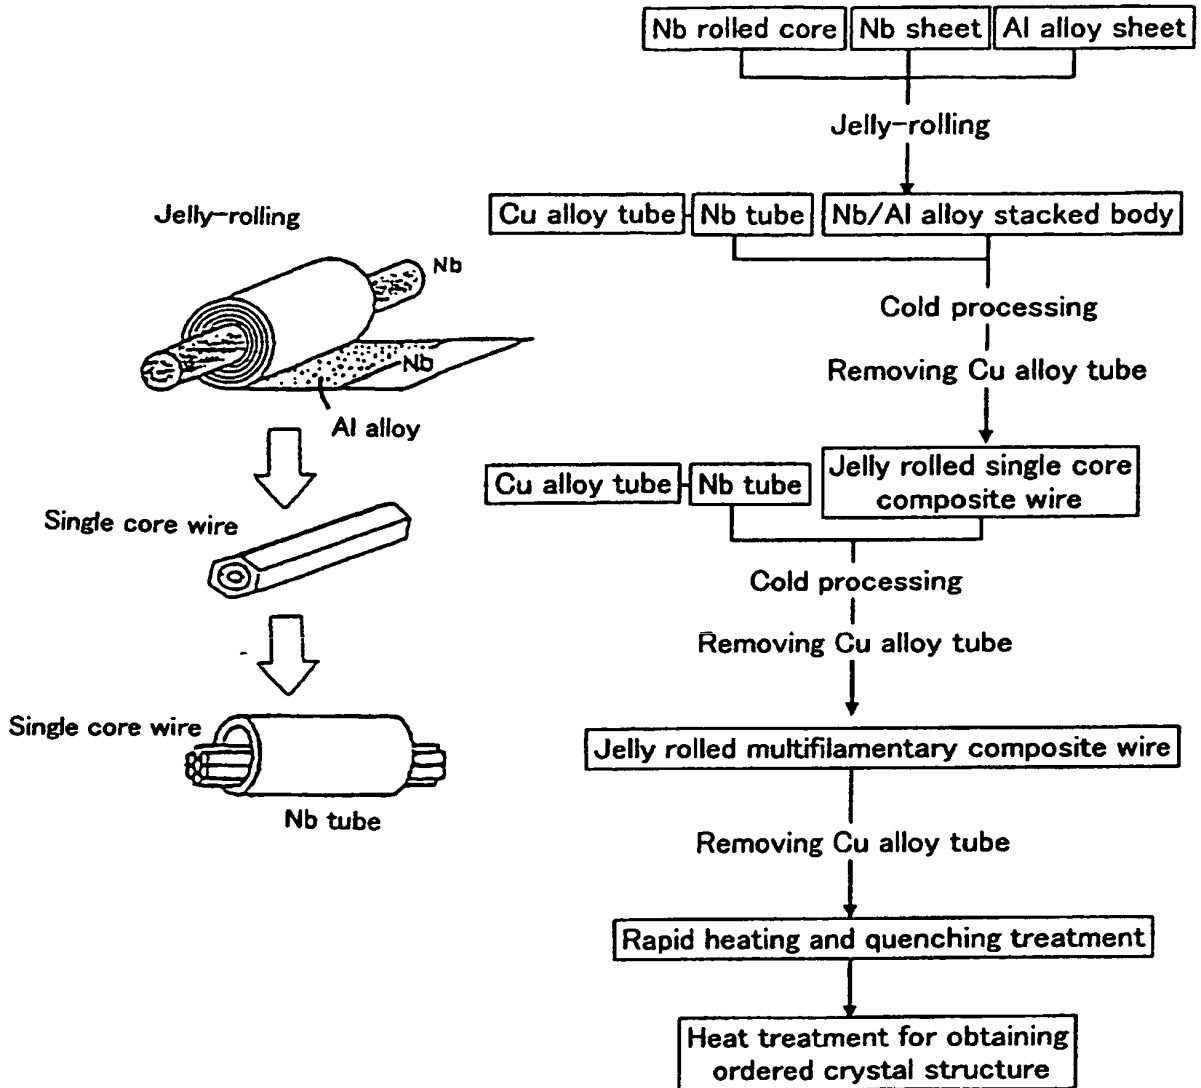 Nb rolled core Nb sheet Al alloy sheet
Jelly-rolling
Cu alloy tube Nb tube Nb/Al alloy stacked body
Cold processing
Removing Cu alloy tube
Cu alloy tube Nb tube Jelly rolled single core
composite wire
Cold processing
Removing Cu alloy tube
Jelly rolled multifilamentary composite wire
Removing Cu alloy tube
Rapid heating and quenching treatment
Heat treatment for obtaining
ordered crystal structure
Jelly-rolling
Nb
Nb
Al alloy
Single core wire
Single core wire
Nb tube